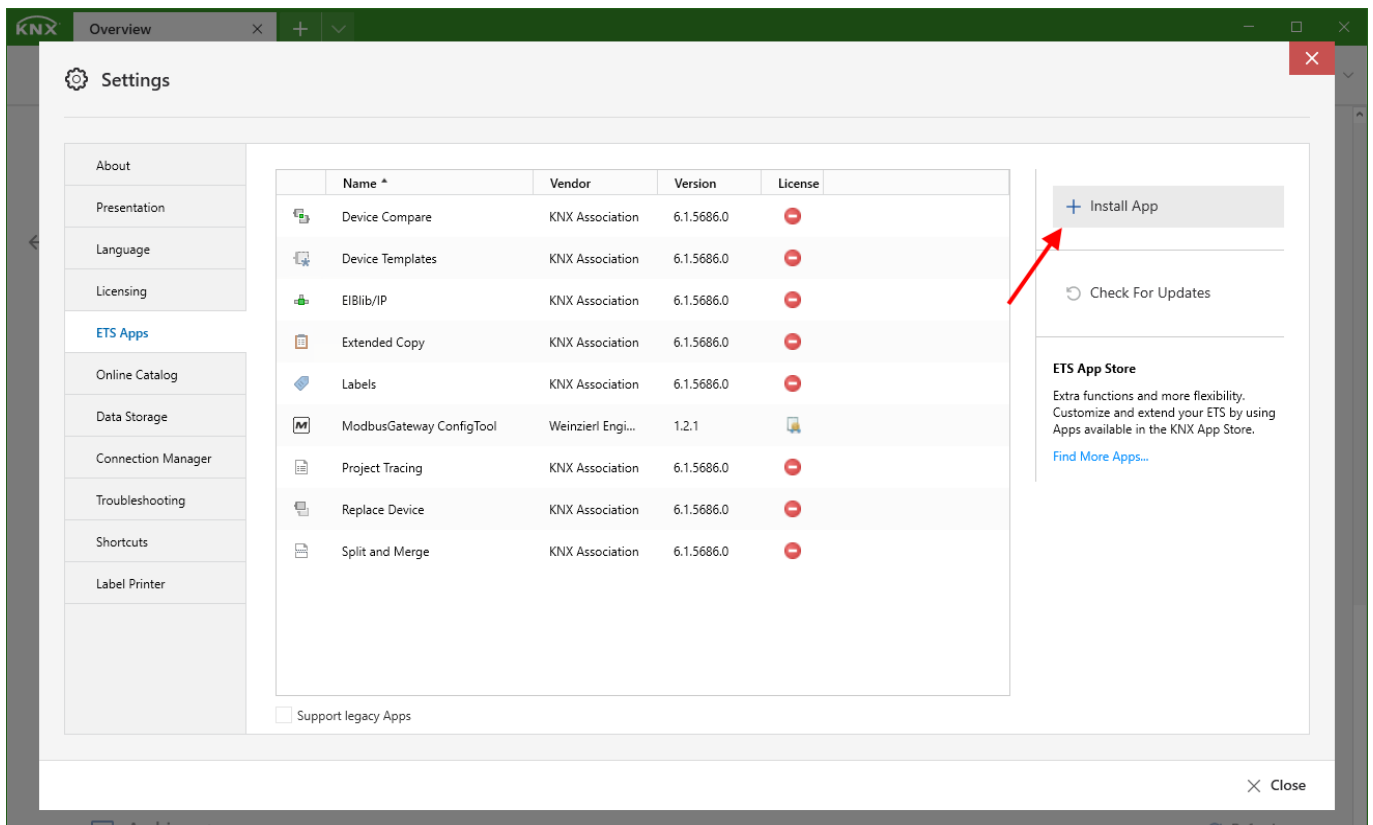 KNX Overview
Settings
About
Presentation
Language
Licensing
ETS Apps
Online Catalog
Data Storage
Connection Manager
Troubleshooting
Shortcuts
Label Printer
Name Vendor Version License
Device Compare KNX Association 6.1.5686.0
Device Templates KNX Association 6.1.5686.0
EIBlib/IP KNX Association 6.1.5686.0
Extended Copy KNX Association 6.1.5686.0
Labels KNX Association 6.1.5686.0
ModbusGateway ConfigTool Weinzierl Engi... 1.2.1
Project Tracing KNX Association 6.1.5686.0
Replace Device KNX Association 6.1.5686.0
Split and Merge KNX Association 6.1.5686.0
Support legacy Apps
Install App
Check For Updates
ETS App Store
Extra functions and more flexibility.
Customize and extend your ETS by using
Apps available in the KNX App Store.
Find More Apps...
Close